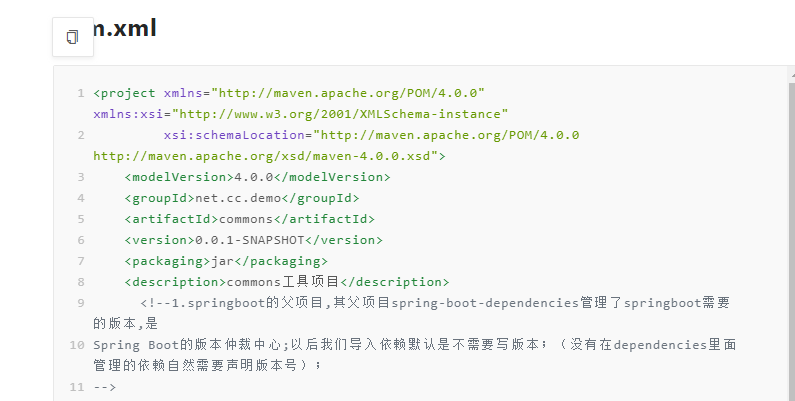 m.xml
1 <project xmlns="http://maven.apache.org/POM/4.0.0"
xmlns:xsi="http://www.w3.org/2001/XMLSchema-instance"
2 xsi:schemaLocation="http://maven.apache.org/POM/4.0.0
http://maven.apache.org/xsd/maven-4.0.0.xsd">
3 <modelVersion>4.0.0</modelVersion>
4 <groupId>net.cc.demo</groupId>
5 <artifactId>commons</artifactId>
6 <version>0.0.1-SNAPSHOT</version>
7 <packaging>jar</packaging>
8 <description>commons工具项目</description>
9 <!--1.springboot的父项目,其父项目spring-boot-dependencies管理了springboot需要
的版本,是
10 Spring Boot的版本仲裁中心;以后我们导入依赖默认是不需要写版本；（没有在dependencies里面
管理的依赖自然需要声明版本号）；
11 -->